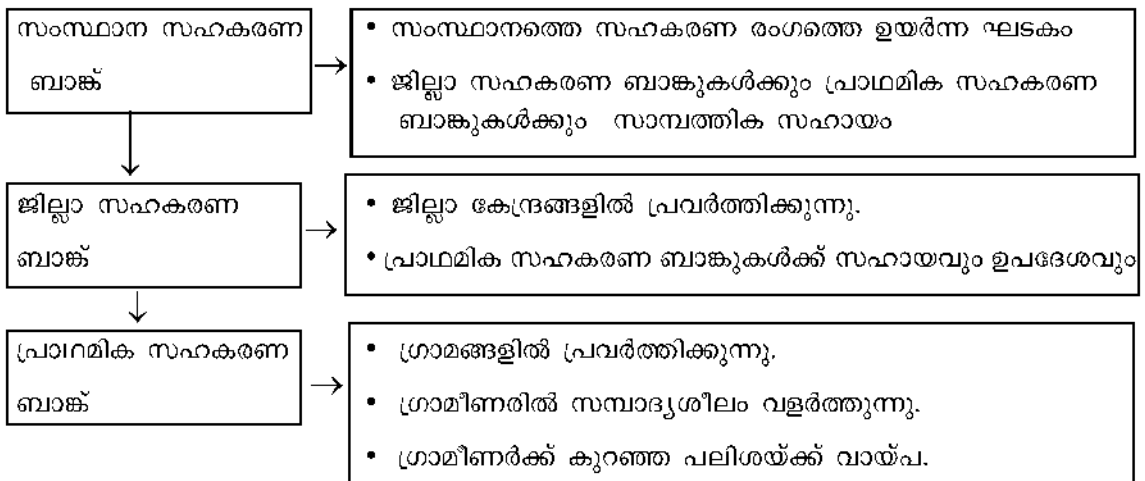 സംസ്ഥാന സഹകരണ
ബാങ്ക്
• സംസ്ഥാനത്തെ സഹകരണ രംഗത്തെ ഉയർന്ന ഘടകം
• ജില്ലാ സഹകരണ ബാങ്കുകൾക്കും പ്രാഥമിക സഹകരണ
ബാങ്കുകൾക്കും സാമ്പത്തിക സഹായം
ജില്ലാ സഹകരണ
ബാങ്ക്
• ജില്ലാ കേന്ദ്രങ്ങളിൽ പ്രവർത്തിക്കുന്നു.
• പ്രാഥമിക സഹകരണ ബാങ്കുകൾക്ക് സഹായവും ഉപദേശവും
പ്രാഥമിക സഹകരണ
ബാങ്ക്
• ഗ്രാമങ്ങളിൽ പ്രവർത്തിക്കുന്നു.
• ഗ്രാമീണരിൽ സമ്പാദ്യശീലം വളർത്തുന്നു.
• ഗ്രാമീണർക്ക് കുറഞ്ഞ പലിശയ്ക്ക് വായ്പ.